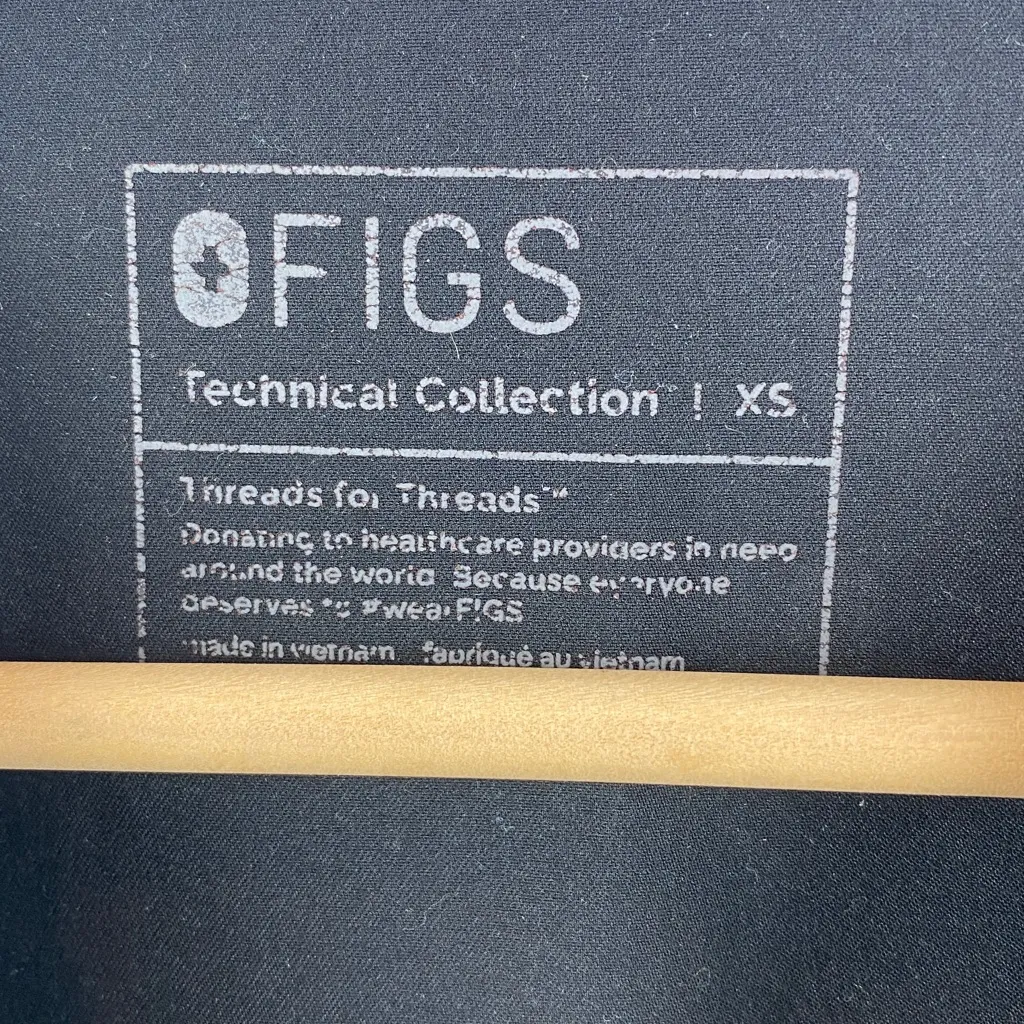 FIGS
Technical Collection | XS
Threads for Threads™
Donating to healthcare providers in need
around the world. Because everyone
deserves to #wearFIGS
made in vietnam fabriqué au vietnam